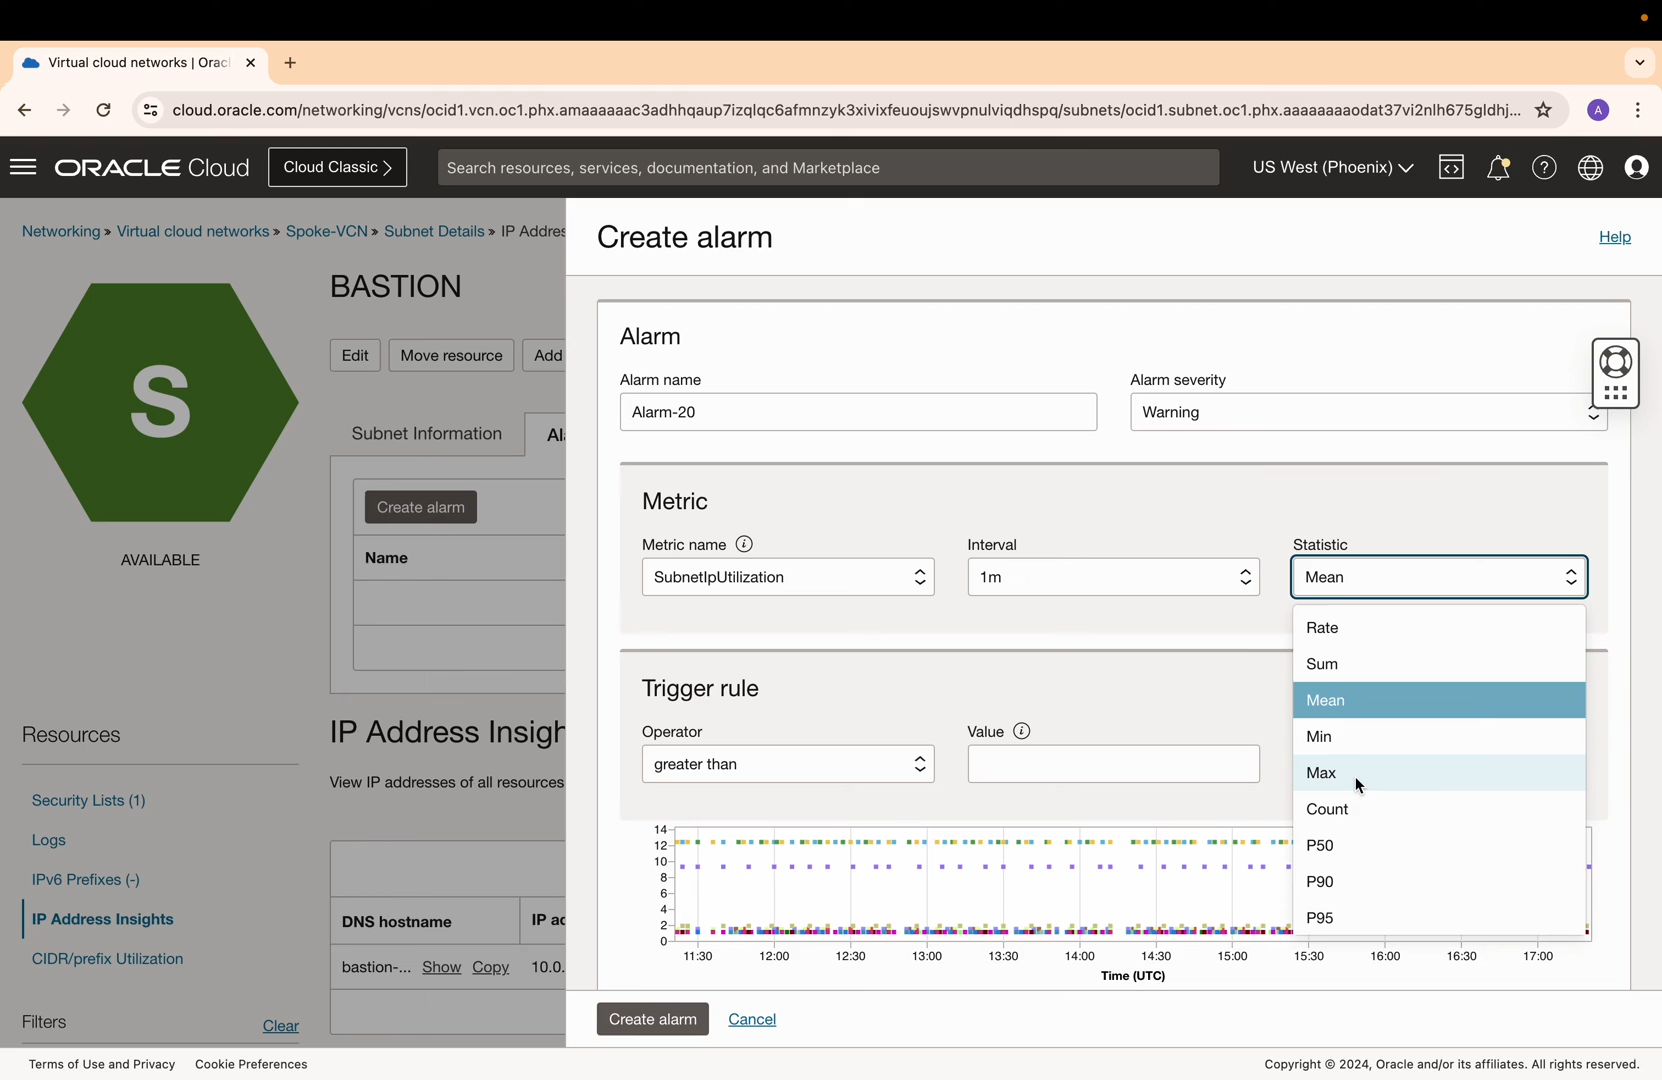 Virtual cloud networks | Orac
cloud.oracle.com/networking/vcns/ocid1.vcn.oc1.phx.amaaaaaac3adhhqaup7izqlqc6afmnzyk3xivixfeuoujswvpnulviqdhspq/subnets/ocid1.subnet.oc1.phx.aaaaaaaaodat37vi2nlh675gldhj...
A
ORACLE Cloud
Cloud Classic
Search resources, services, documentation, and Marketplace
US West (Phoenix)
Networking » Virtual cloud networks » Spoke-VCN » Subnet Details » IP Addres
S
AVAILABLE
BASTION
Edit
Move resource
Add
Subnet Information
Al
Create alarm
Name
Resources
Security Lists (1)
Logs
IPv6 Prefixes (-)
IP Address Insights
CIDR/prefix Utilization
Filters
Clear
IP Address Insigh
View IP addresses of all resources
DNS hostname
IP ad
bastion-... Show Copy 10.0.
Create alarm
Help
Alarm
Alarm name
Alarm-20
Alarm severity
Warning
Metric
Metric name
SubnetIpUtilization
Interval
1m
Statistic
Mean
Rate
Sum
Mean
Min
Max
Count
P50
P90
P95
Trigger rule
Operator
greater than
Value
14
12
10
8
6
4
2
0
11:30 12:00 12:30 13:00 13:30 14:00 14:30 15:00 15:30 16:00 16:30 17:00
Time (UTC)
Create alarm
Cancel
Terms of Use and Privacy
Cookie Preferences
Copyright © 2024, Oracle and/or its affiliates. All rights reserved.